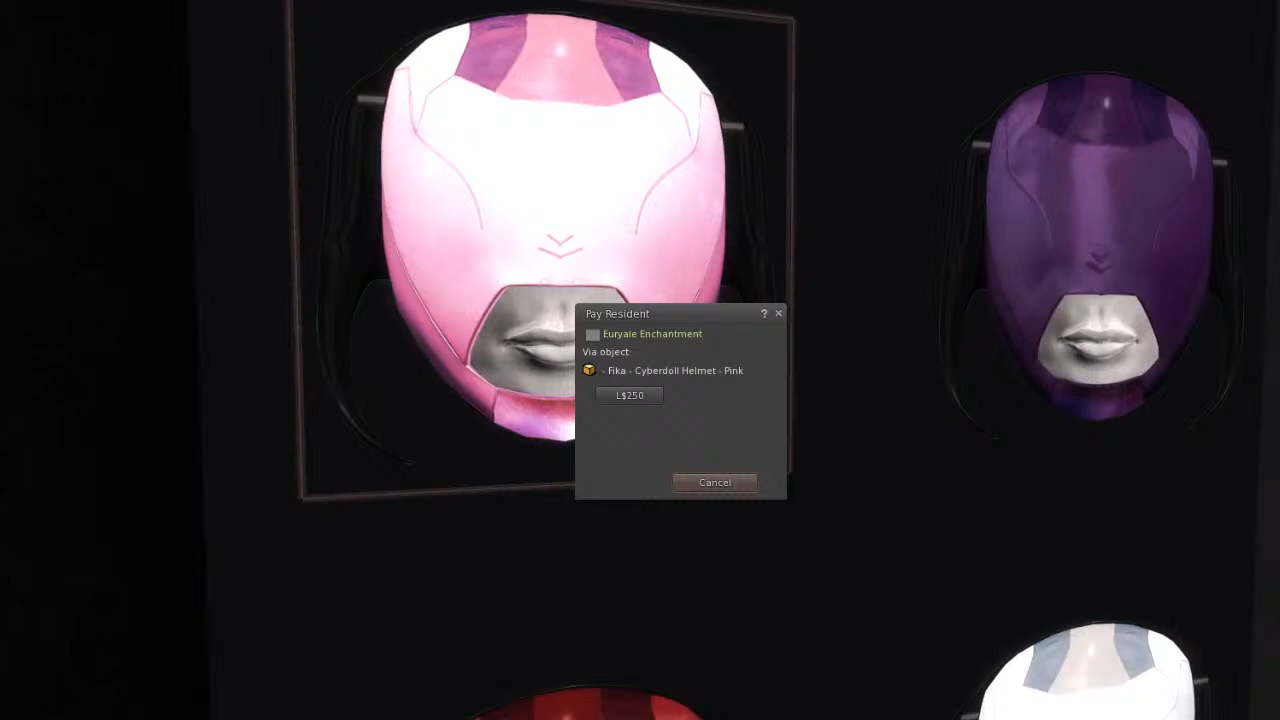 Pay Resident ?
Euryale Enchantment
Via object:
- Fika - Cyberdoll Helmet - Pink
L$250
Cancel